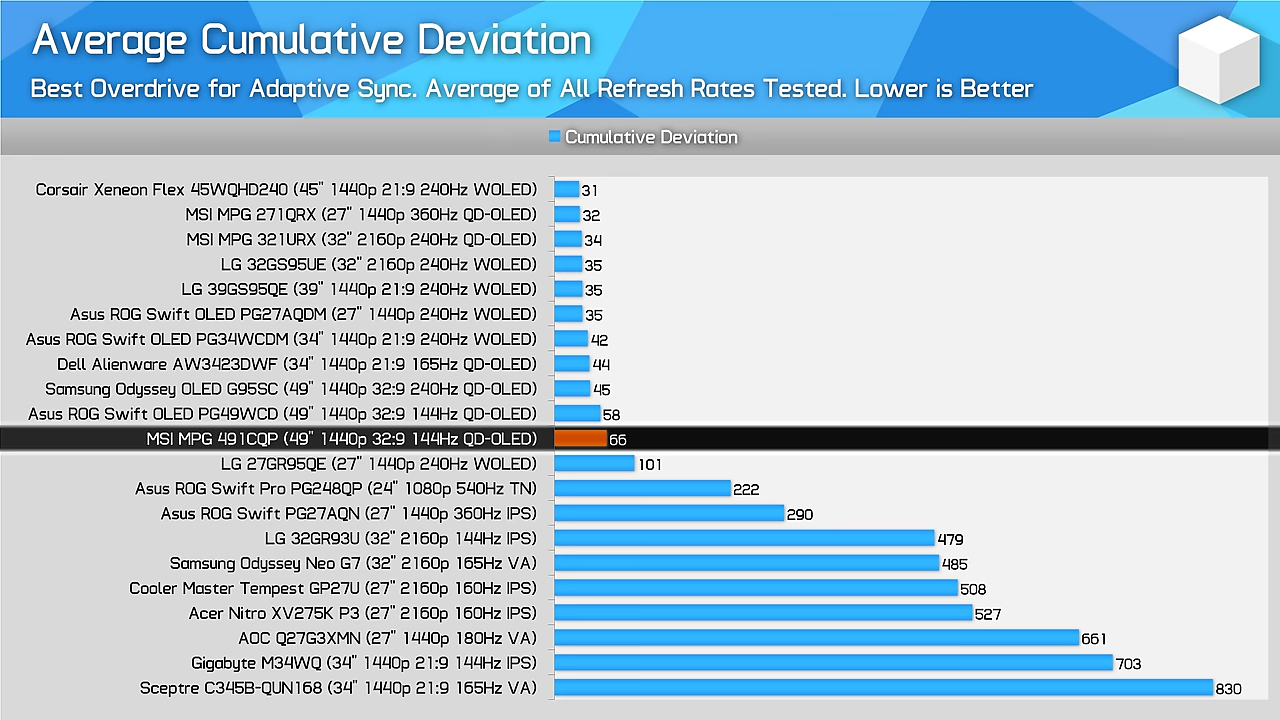 Average Cumulative Deviation
Best Overdrive for Adaptive Sync. Average of All Refresh Rates Tested. Lower is Better
Cumulative Deviation
Corsair Xeneon Flex 45WQHD240 (45" 1440p 21:9 240Hz WOLED) 31
MSI MPG 271QRX (27" 1440p 360Hz QD-OLED) 32
MSI MPG 321URX (32" 2160p 240Hz QD-OLED) 34
LG 32GS95UE (32" 2160p 240Hz WOLED) 35
LG 39GS95QE (39" 1440p 21:9 240Hz WOLED) 35
Asus ROG Swift OLED PG27AQDM (27" 1440p 240Hz WOLED) 35
Asus ROG Swift OLED PG34WCDM (34" 1440p 21:9 240Hz WOLED) 42
Dell Alienware AW3423DWF (34" 1440p 21:9 165Hz QD-OLED) 44
Samsung Odyssey OLED G95SC (49" 1440p 32:9 240Hz QD-OLED) 45
Asus ROG Swift OLED PG49WCD (49" 1440p 32:9 144Hz QD-OLED) 58
MSI MPG 491CQP (49" 1440p 32:9 144Hz QD-OLED) 66
LG 27GR95QE (27" 1440p 240Hz WOLED) 101
Asus ROG Swift Pro PG248QP (24" 1080p 540Hz TN) 222
Asus ROG Swift PG27AQN (27" 1440p 360Hz IPS) 290
LG 32GR93U (32" 2160p 144Hz IPS) 479
Samsung Odyssey Neo G7 (32" 2160p 165Hz VA) 485
Cooler Master Tempest GP27U (27" 2160p 160Hz IPS) 508
Acer Nitro XV275K P3 (27" 2160p 160Hz IPS) 527
AOC Q27G3XMN (27" 1440p 180Hz VA) 661
Gigabyte M34WQ (34" 1440p 21:9 144Hz IPS) 703
Sceptre C345B-QUN168 (34" 1440p 21:9 165Hz VA) 830